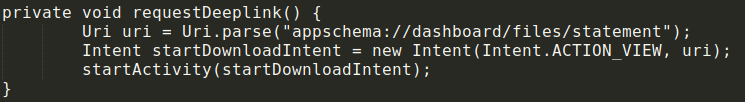 private void requestDeeplink() {
        Uri uri = Uri.parse("appschema://dashboard/files/statement");
        Intent startDownloadIntent = new Intent(Intent.ACTION_VIEW, uri);
        startActivity(startDownloadIntent);
}